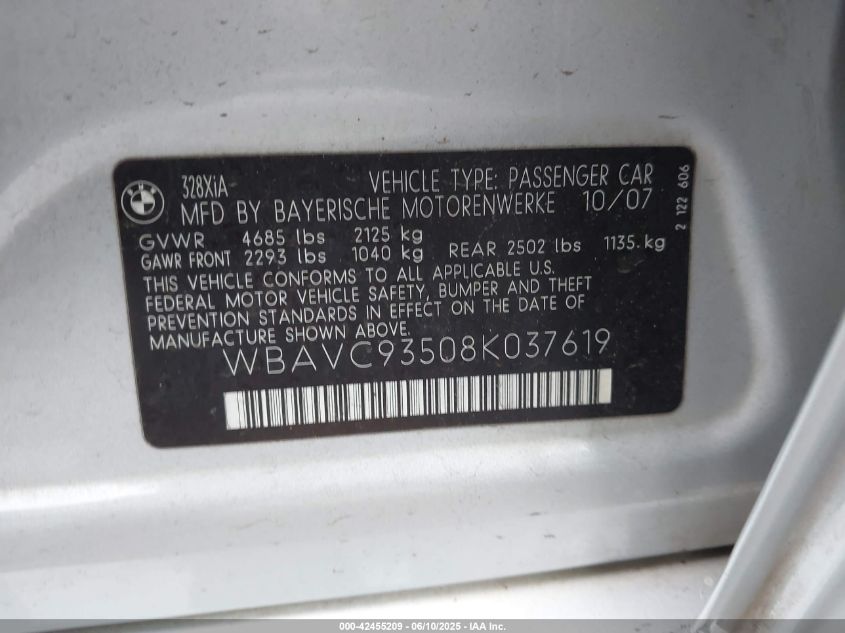 BMW
328XiA VEHICLE TYPE: PASSENGER CAR
MFD BY BAYERISCHE MOTORENWERKE 10/07
GVWR 4685 lbs 2125 kg
GAWR FRONT 2293 lbs 1040 kg REAR 2502 lbs 1135 kg
THIS VEHICLE CONFORMS TO ALL APPLICABLE U.S.
FEDERAL MOTOR VEHICLE SAFETY, BUMPER AND THEFT
PREVENTION STANDARDS IN EFFECT ON THE DATE OF
MANUFACTURE SHOWN ABOVE.
WBAVC93508K037619
2 122 606
000-42455209 - 06/10/2025 - IAA Inc.